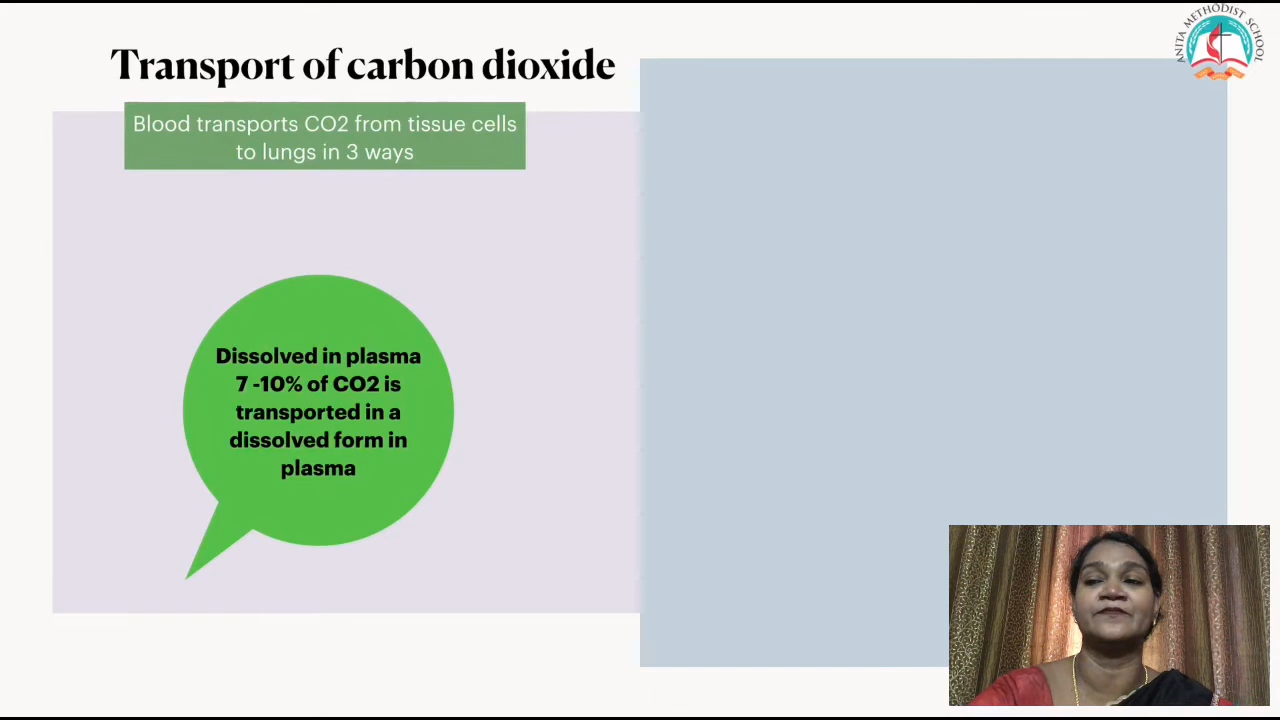 Transport of carbon dioxide
Blood transports CO2 from tissue cells
to lungs in 3 ways
Dissolved in plasma
7 -10% of CO2 is
transported in a
dissolved form in
plasma
ANITA METHODIST SCHOOL